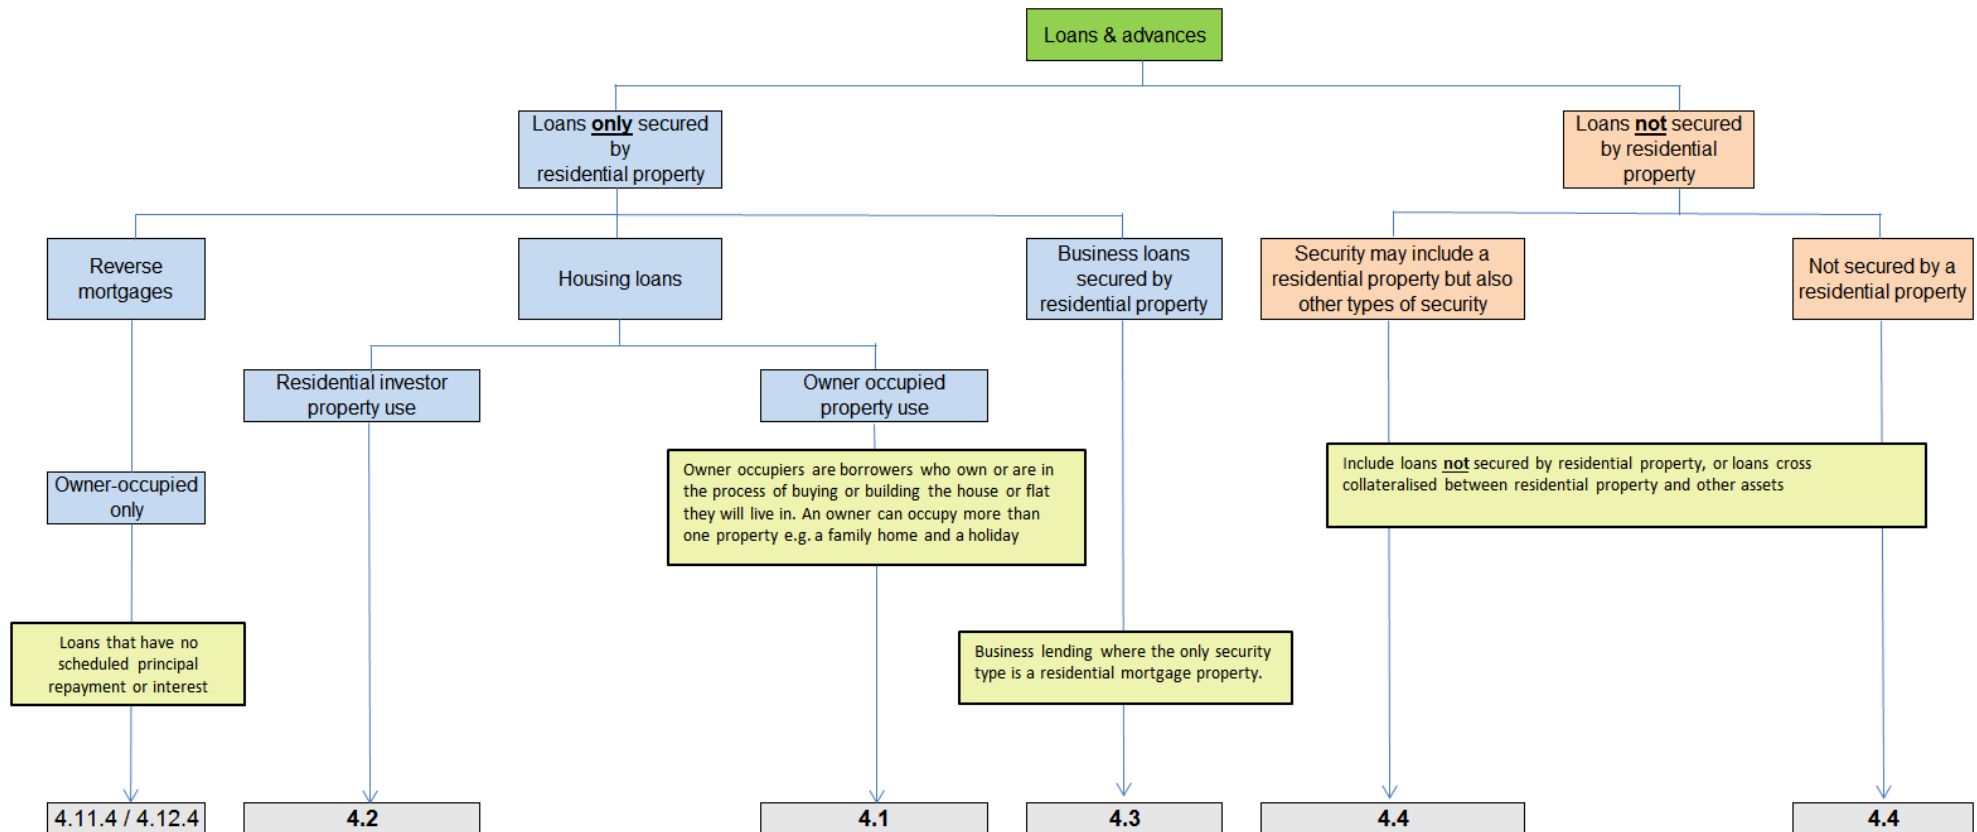 Loans & advances
Loans only secured
by
residential property
Loans not secured
by residential
property
Reverse
mortgages
Housing loans
Business loans
secured by
residential property
Security may include a
residential property but also
other types of security
Not secured by a
residential property
Residential investor
property use
Owner occupied
property use
Owner occupiers are borrowers who own or are in
the process of buying or building the house or flat
they will live in. An owner can occupy more than
one property e.g. a family home and a holiday
Include loans not secured by residential property, or loans cross
collateralised between residential property and other assets
Owner-occupied
only
Loans that have no
scheduled principal
repayment or interest
Business lending where the only security
type is a residential mortgage property.
4.11.4 / 4.12.4
4.2
4.1
4.3
4.4
4.4